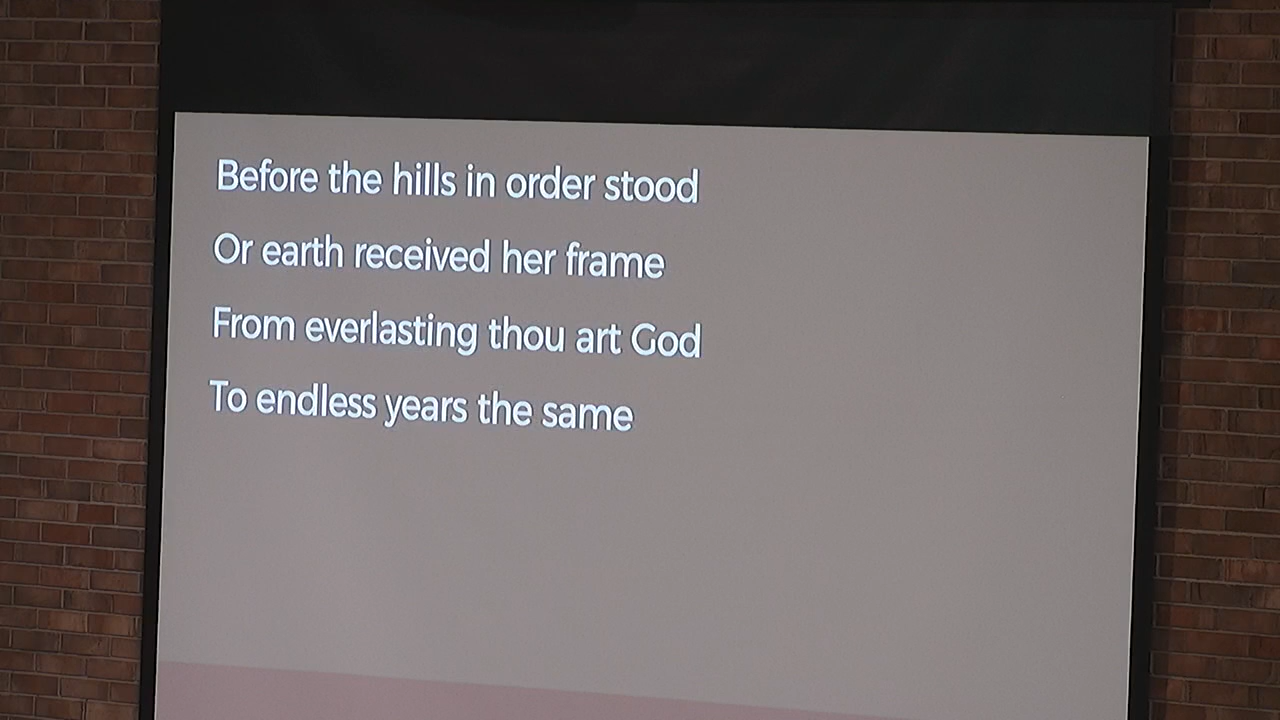 Before the hills in order stood
Or earth received her frame
From everlasting thou art God
To endless years the same